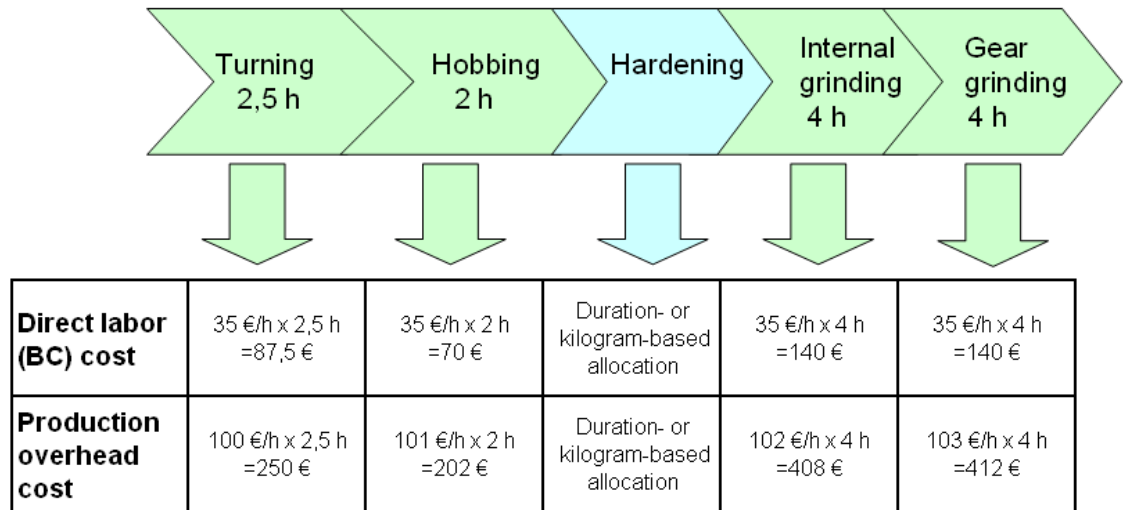 Turning
2,5 h
Hobbing
2 h
Hardening
Internal
grinding
4 h
Gear
grinding
4 h
Direct labor
(BC) cost
35 €/h x 2,5 h
=87,5 €
35 €/h x 2 h
=70 €
Duration- or
kilogram-based
allocation
35 €/h x 4 h
=140 €
35 €/h x 4 h
=140 €
Production
overhead
cost
100 €/h x 2,5 h
=250 €
101 €/h x 2 h
=202 €
Duration- or
kilogram-based
allocation
102 €/h x 4 h
=408 €
103 €/h x 4 h
=412 €